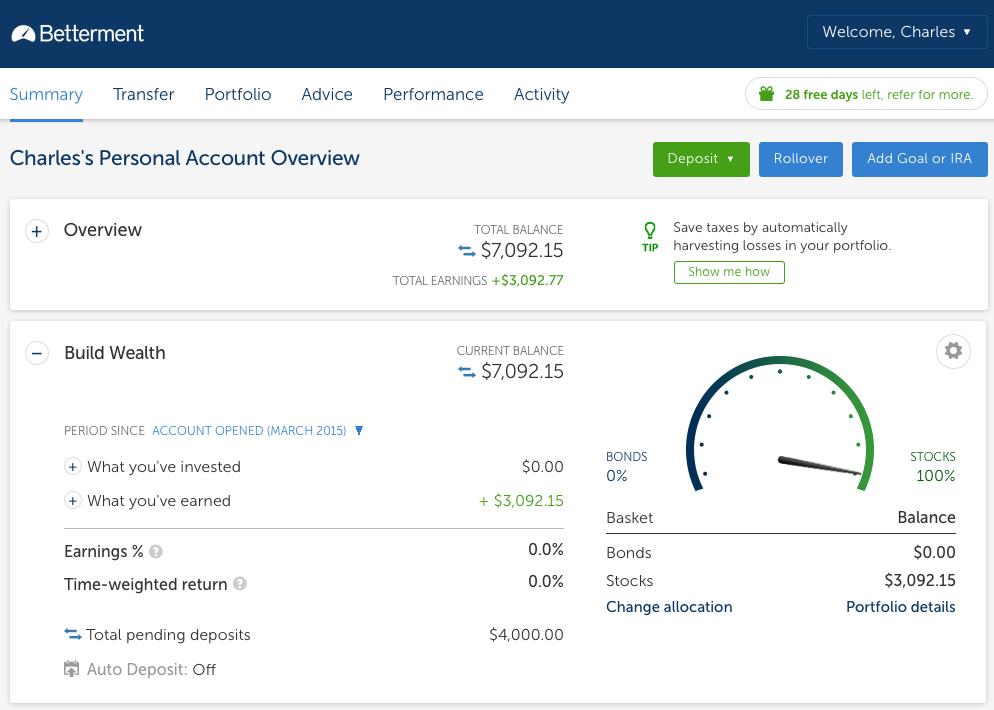 Betterment
Welcome, Charles ▼
Summary Transfer Portfolio Advice Performance Activity
28 free days left, refer for more.
Charles's Personal Account Overview
Deposit ▼ Rollover Add Goal or IRA
+ Overview
TOTAL BALANCE
$7,092.15
TOTAL EARNINGS +$3,092.77
TIP
Save taxes by automatically
harvesting losses in your portfolio.
Show me how
− Build Wealth
CURRENT BALANCE
$7,092.15
PERIOD SINCE ACCOUNT OPENED (MARCH 2015) ▼
+ What you've invested $0.00
+ What you've earned + $3,092.15
Earnings % ? 0.0%
Time-weighted return ? 0.0%
Total pending deposits $4,000.00
Auto Deposit: Off
BONDS
0%
STOCKS
100%
Basket Balance
Bonds $0.00
Stocks $3,092.15
Change allocation Portfolio details